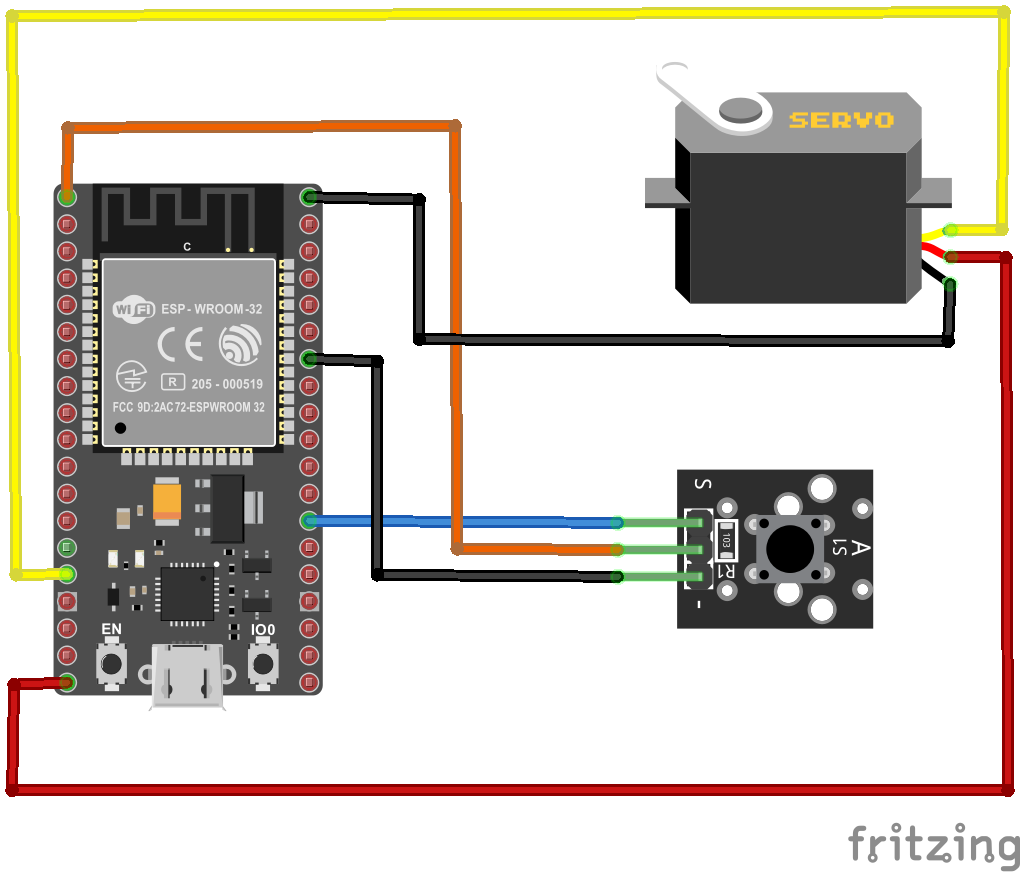 SERVO
C
WiFi ESP-WROOM-32
CE
R 205-000519
FCC 9D:2AC72-ESPWROOM 32
S
103
R1
S1
A
-
EN
IO0
fritzing